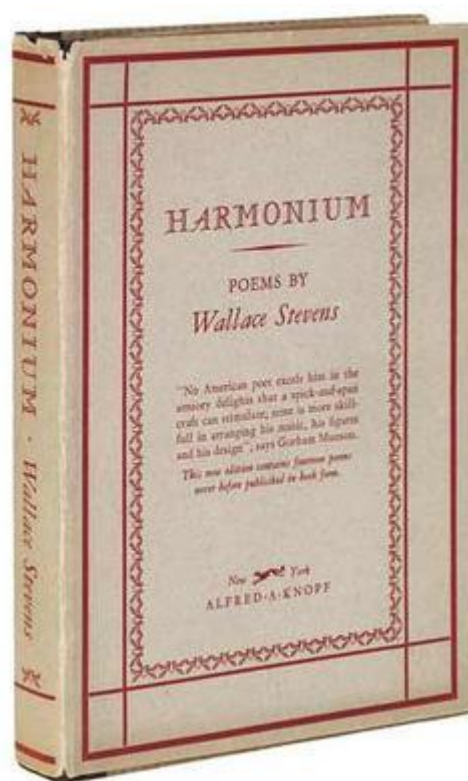 HARMONIUM · Wallace Stevens
HARMONIUM
POEMS BY
Wallace Stevens
"No American poet excels him in the
sensory delights that a spick-and-span
craft can stimulate; none is more skill-
full in arranging his music, his figures
and his design", says Gorham Munson.
This new edition contains fourteen poems
never before published in book form.
New York
ALFRED·A·KNOPF